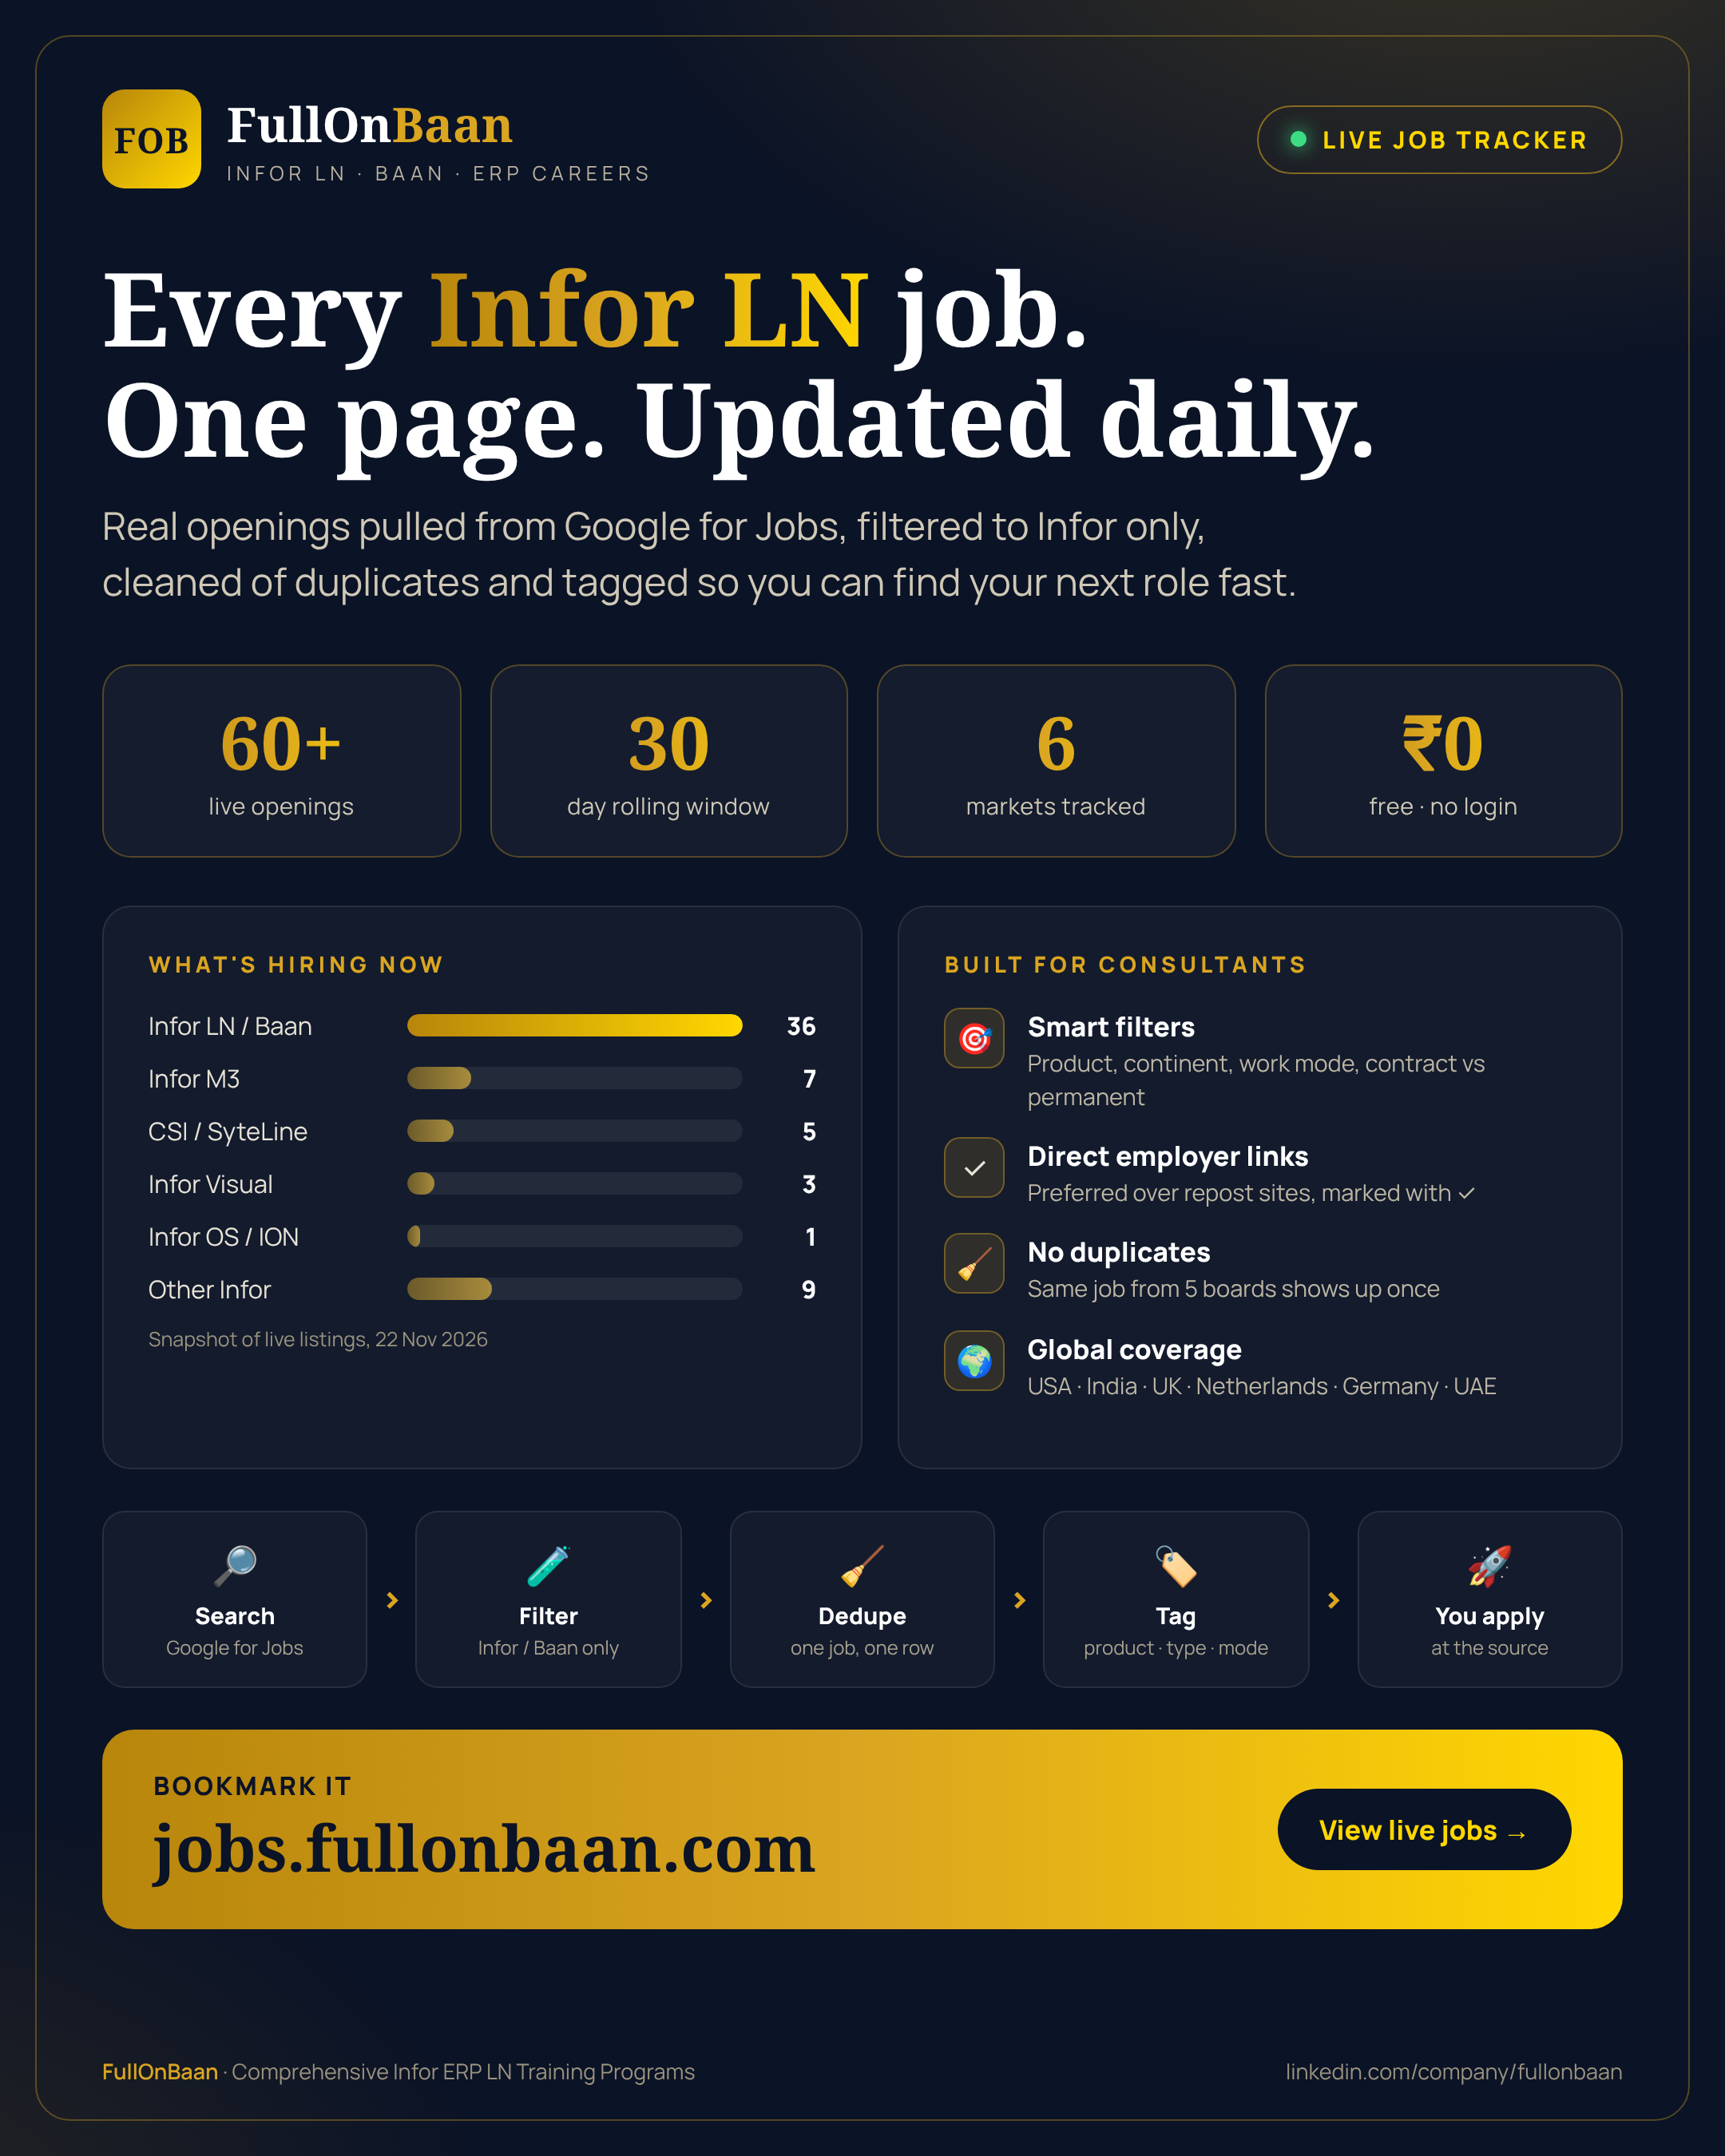 FOB
FullOnBaan
INFOR LN · BAAN · ERP CAREERS
LIVE JOB TRACKER
Every Infor LN job.
One page. Updated daily.
Real openings pulled from Google for Jobs, filtered to Infor only,
cleaned of duplicates and tagged so you can find your next role fast.
60+
live openings
30
day rolling window
6
markets tracked
₹0
free · no login
WHAT'S HIRING NOW
Infor LN / Baan 36
Infor M3 7
CSI / SyteLine 5
Infor Visual 3
Infor OS / ION 1
Other Infor 9
Snapshot of live listings, 22 Nov 2026
BUILT FOR CONSULTANTS
Smart filters
Product, continent, work mode, contract vs
permanent
Direct employer links
Preferred over repost sites, marked with ✓
No duplicates
Same job from 5 boards shows up once
Global coverage
USA · India · UK · Netherlands · Germany · UAE
Search
Google for Jobs
Filter
Infor / Baan only
Dedupe
one job, one row
Tag
product · type · mode
You apply
at the source
BOOKMARK IT
jobs.fullonbaan.com
View live jobs →
FullOnBaan · Comprehensive Infor ERP LN Training Programs
linkedin.com/company/fullonbaan